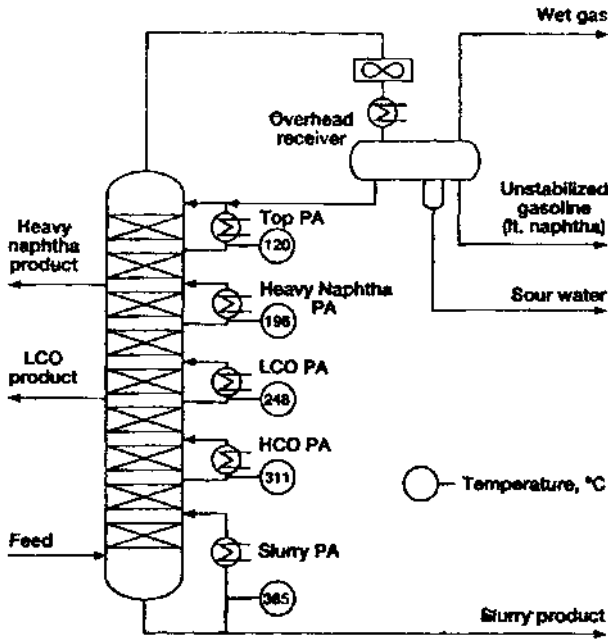 Wet gas
Overhead
receiver
Unstabilized
gasoline
(lt. naphtha)
Heavy
naphtha
product
Top PA
120
Heavy Naphtha
PA
196
Sour water
LCO
product
LCO PA
248
HCO PA
311
Temperature, °C
Feed
Slurry PA
365
Slurry product